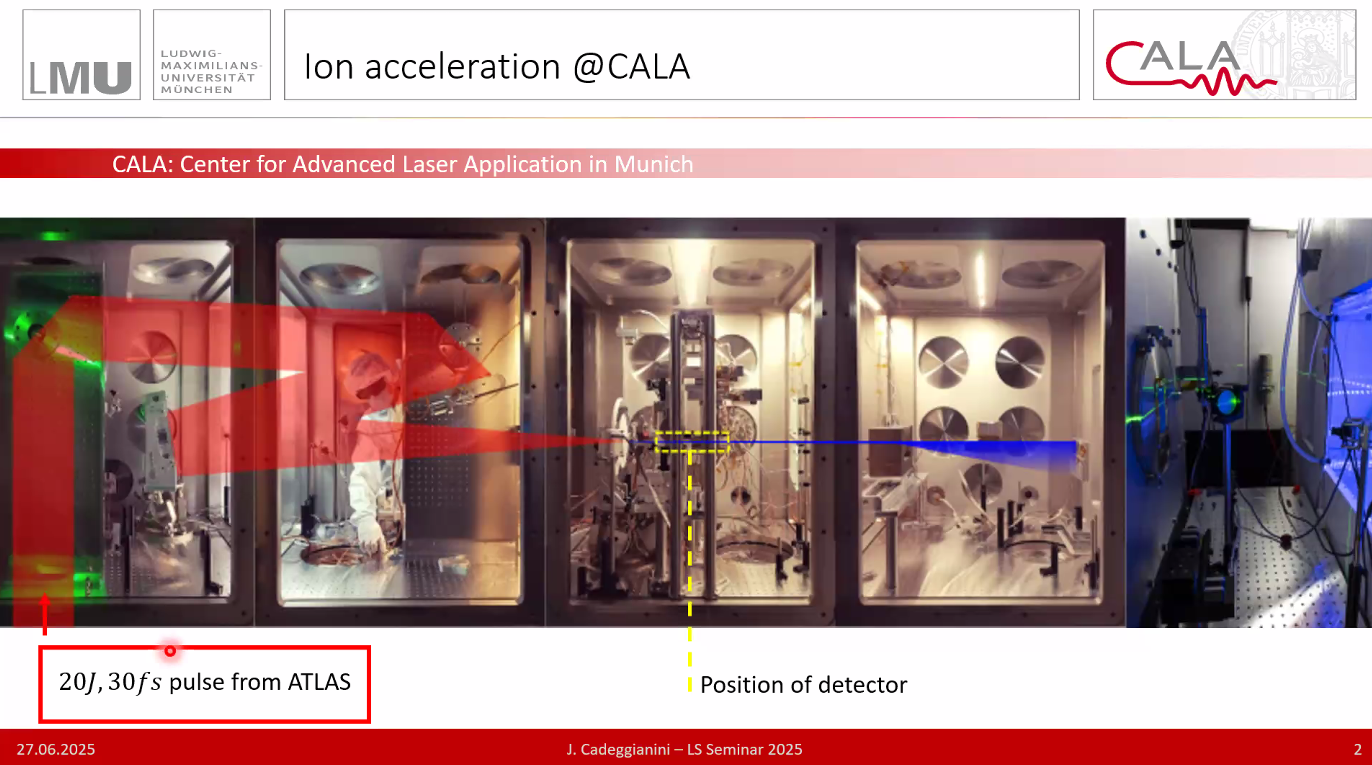 LMU
LUDWIG-
MAXIMILIANS-
UNIVERSITÄT
MÜNCHEN
Ion acceleration @CALA
CALA
CALA: Center for Advanced Laser Application in Munich
20J, 30fs pulse from ATLAS
Position of detector
27.06.2025
J. Cadeggianini – LS Seminar 2025
2